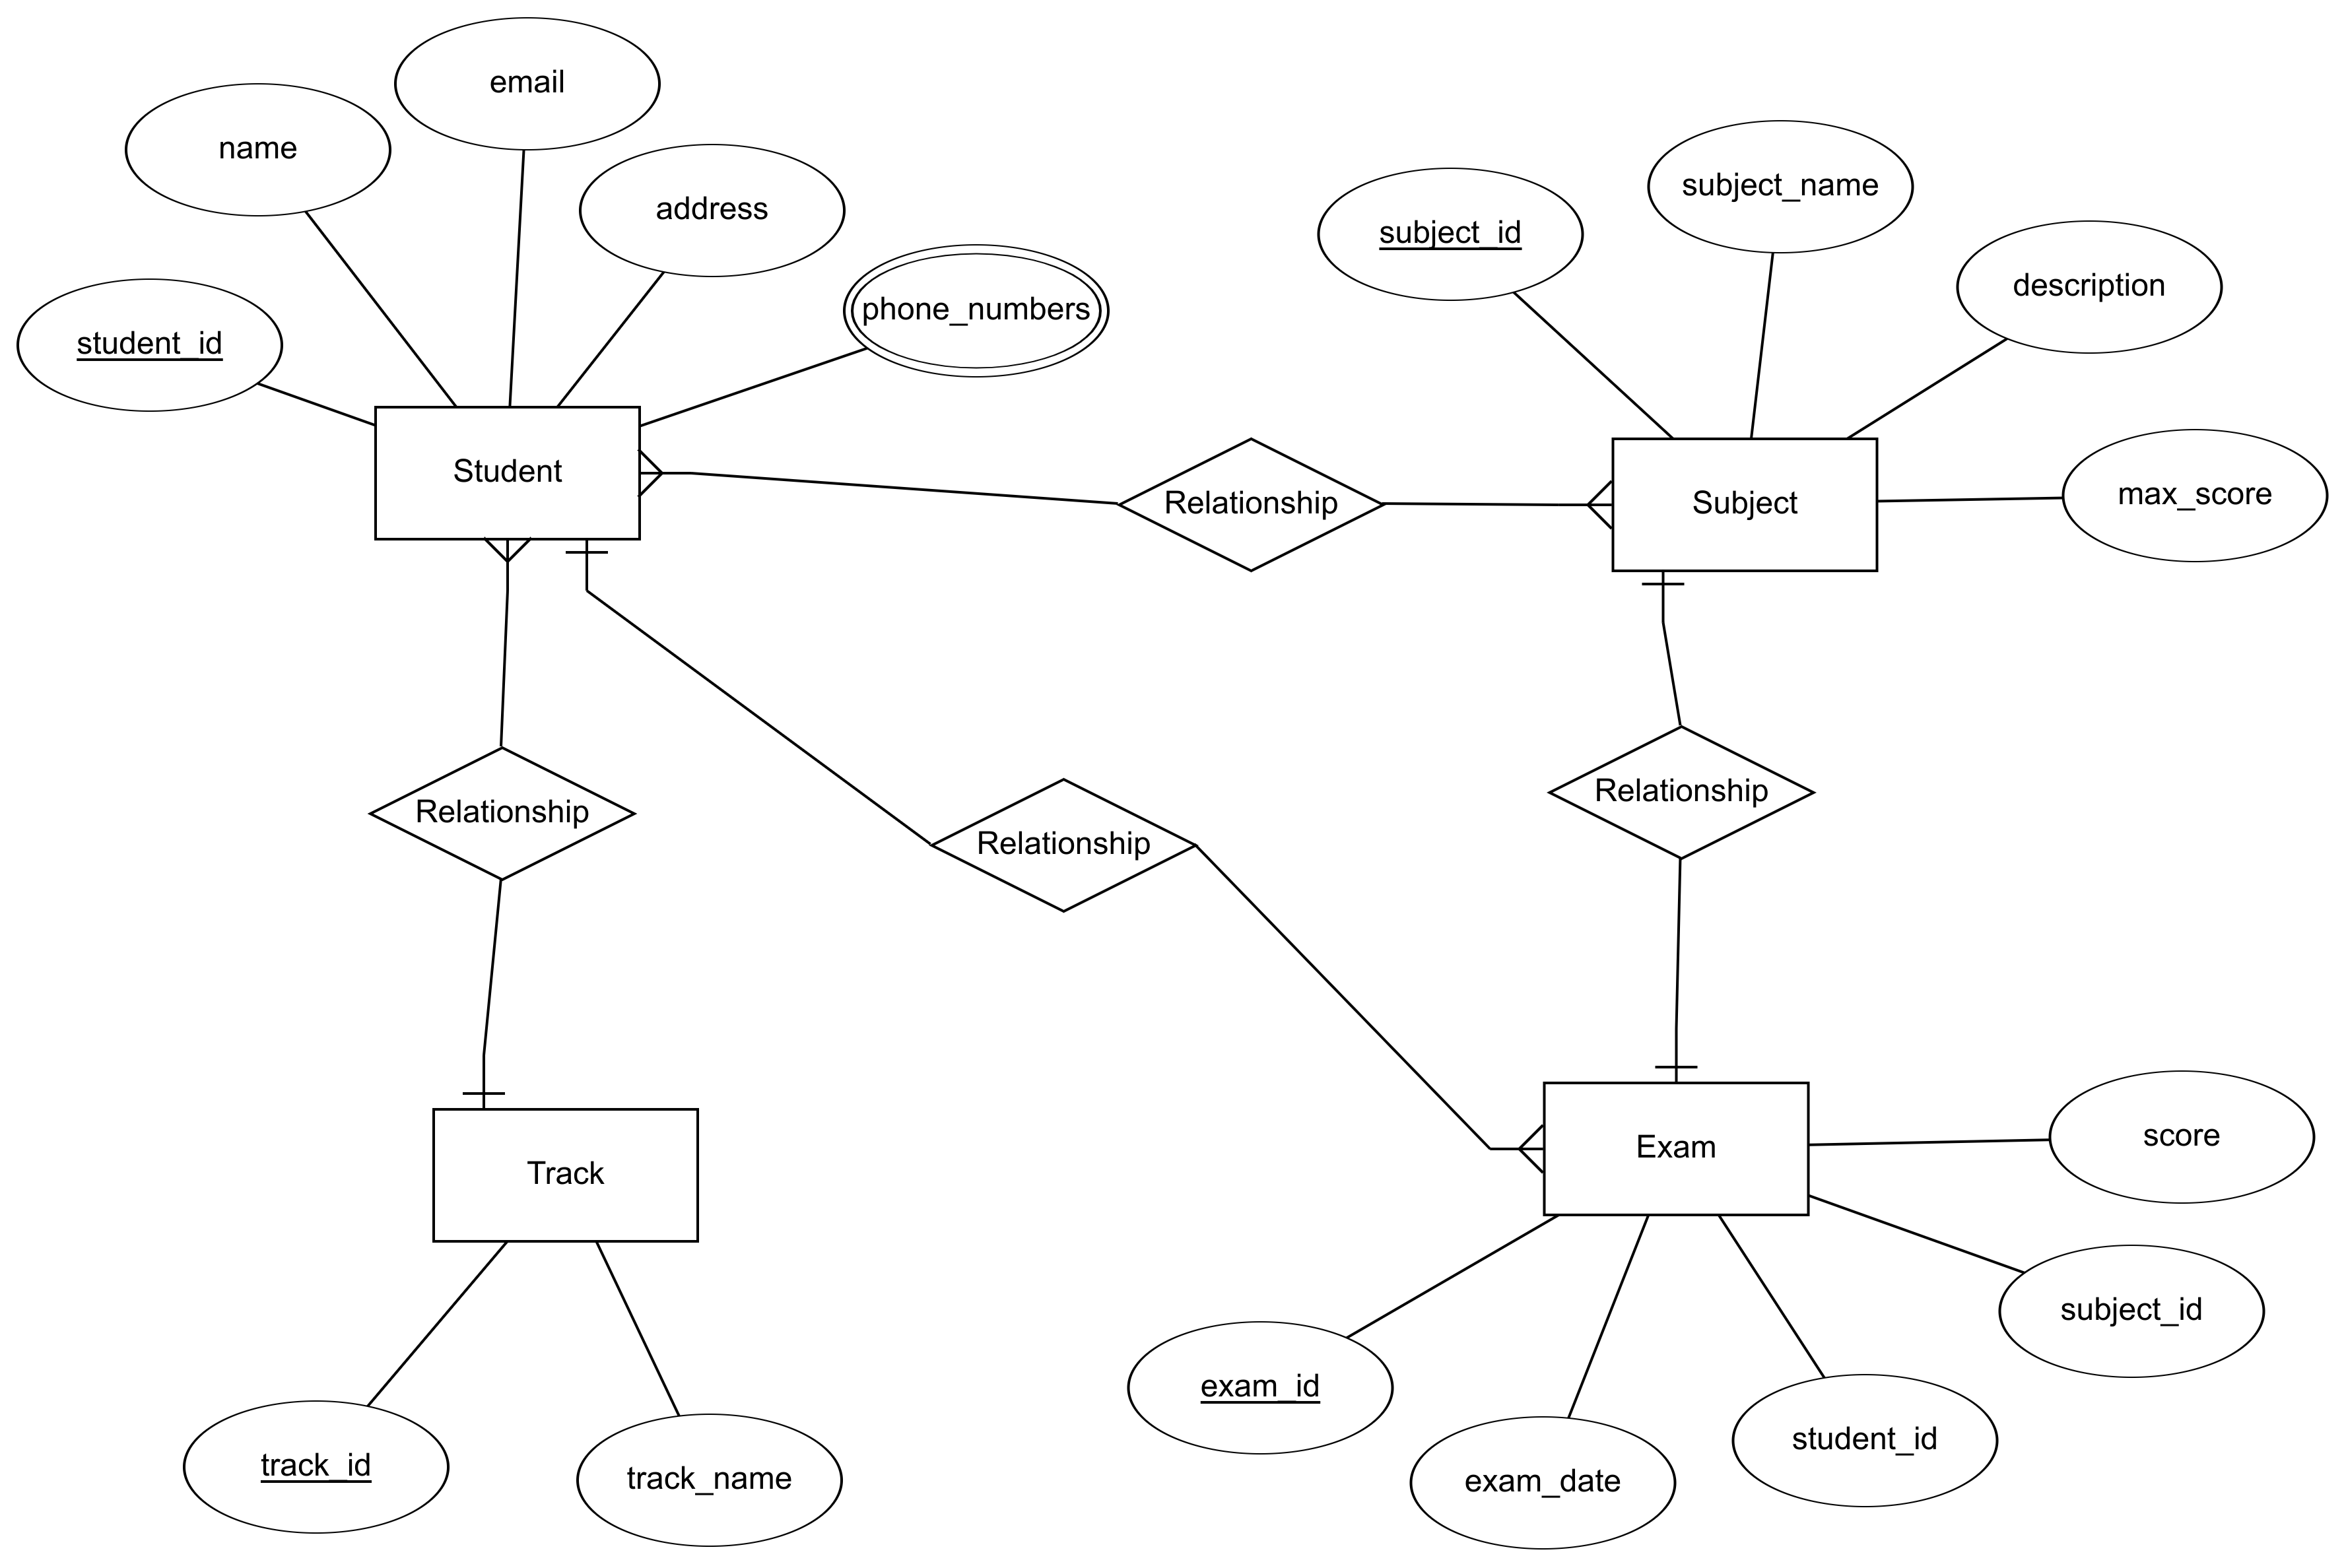 email
name
address
subject_name
subject_id
description
phone_numbers
student_id
Student
Relationship
Subject
max_score
Relationship
Relationship
Relationship
Track
Exam
score
subject_id
exam_id
student_id
exam_date
track_id
track_name